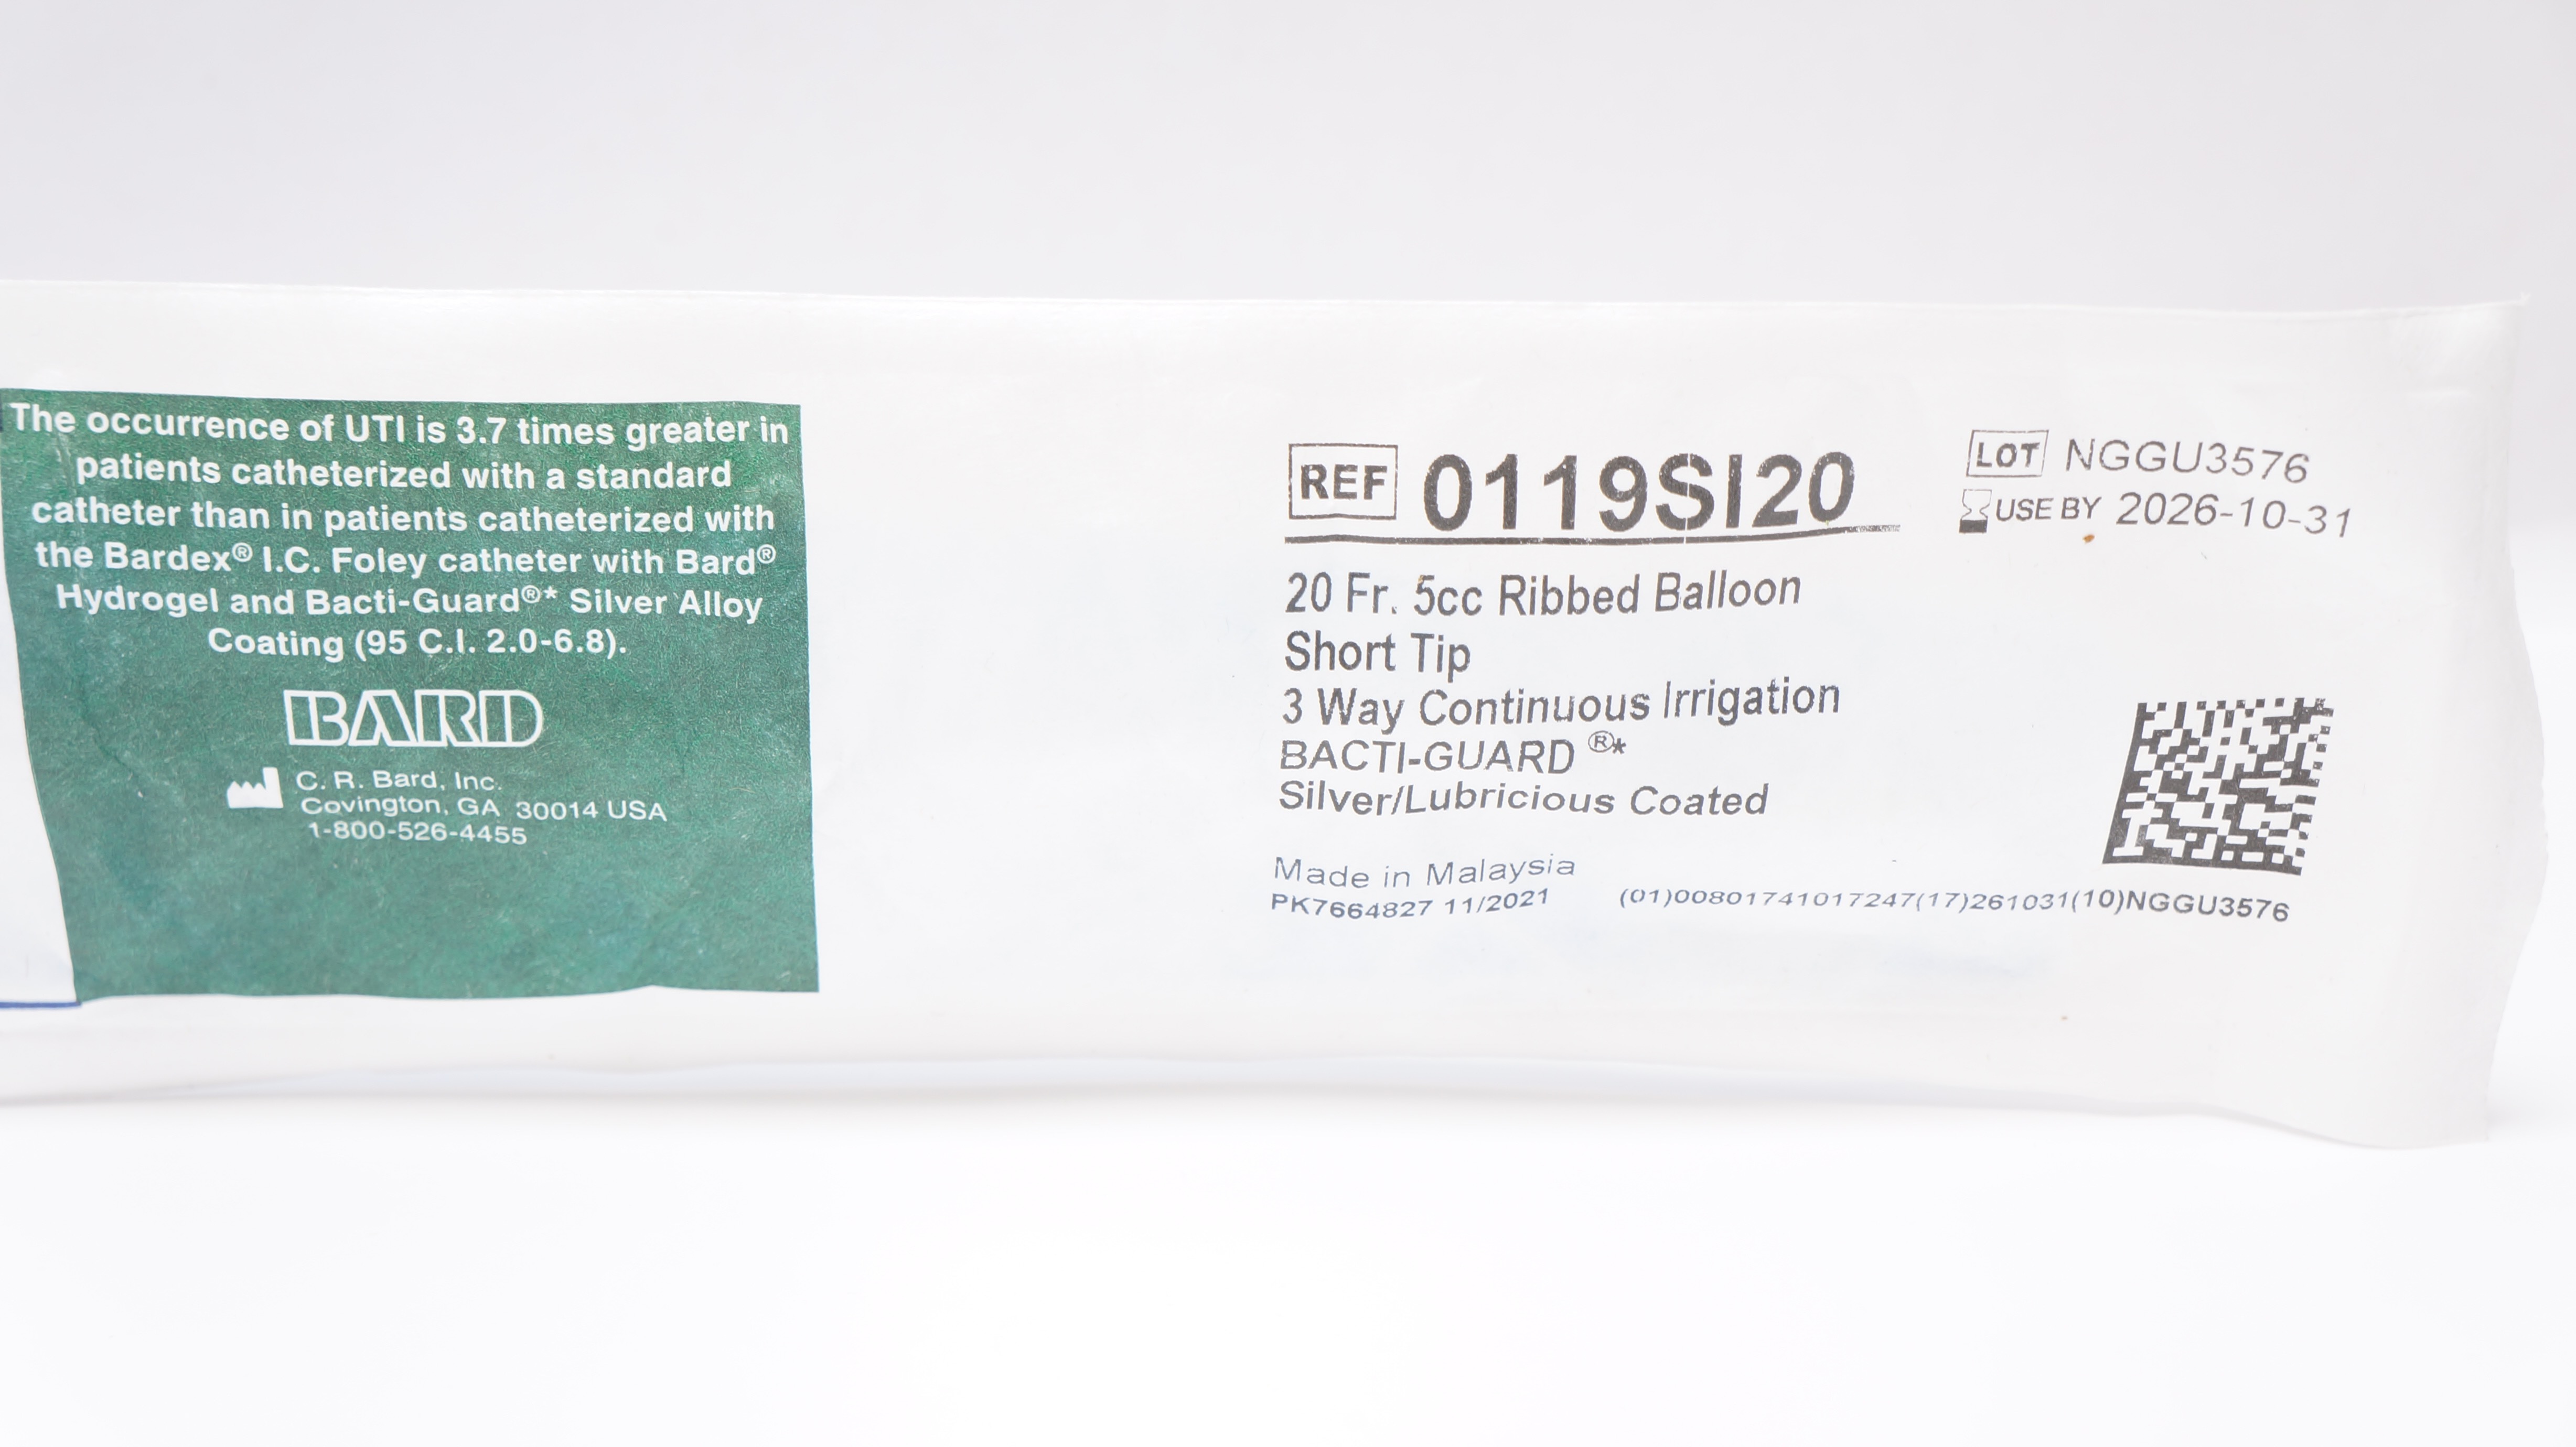 The occurrence of UTI is 3.7 times greater in
patients catheterized with a standard
catheter than in patients catheterized with
the Bardex® I.C. Foley catheter with Bard®
Hydrogel and Bacti-Guard®* Silver Alloy
Coating (95 C.I. 2.0-6.8).
BARD
C. R. Bard, Inc.
Covington, GA 30014 USA
1-800-526-4455
REF 0119SI20
LOT NGGU3576
USE BY 2026-10-31
20 Fr. 5cc Ribbed Balloon
Short Tip
3 Way Continuous Irrigation
BACTI-GUARD ®*
Silver/Lubricious Coated
Made in Malaysia
PK7664827 11/2021
(01)00801741017247(17)261031(10)NGGU3576